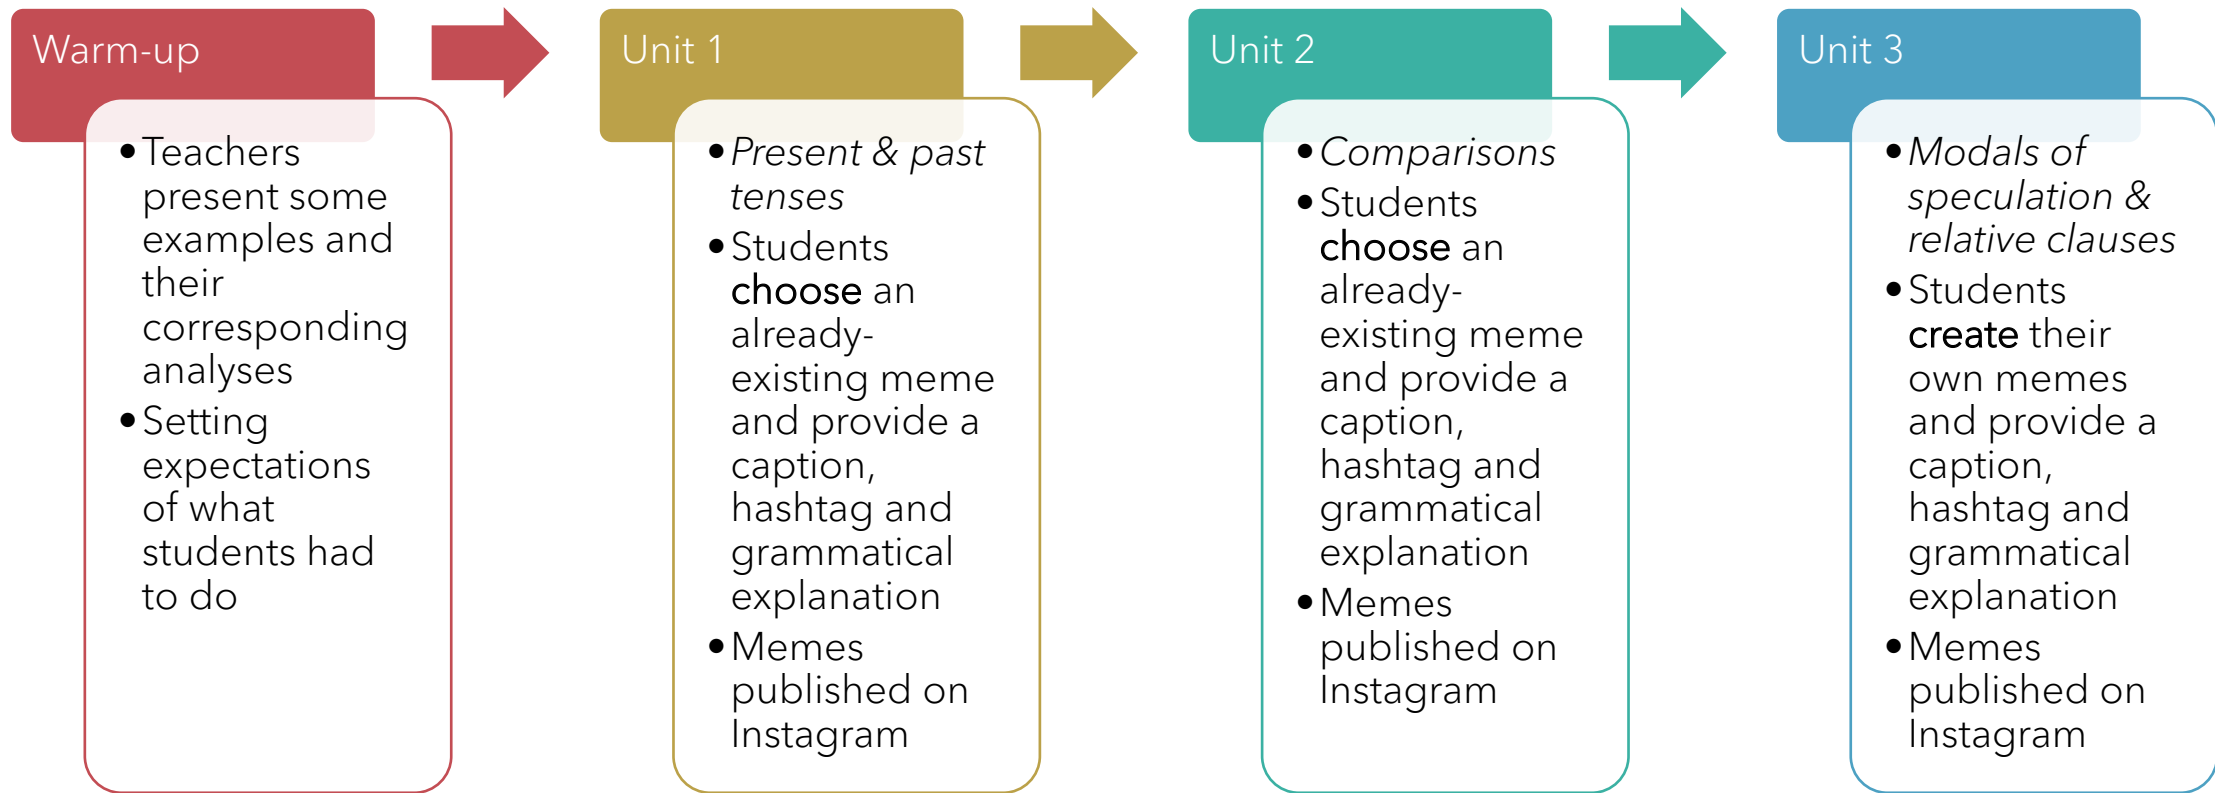 Warm-up
•Teachers
present some
examples and
their
corresponding
analyses
•Setting
expectations
of what
students had
to do
Unit 1
•Present & past
tenses
•Students
choose an
already-
existing meme
and provide a
caption,
hashtag and
grammatical
explanation
•Memes
published on
Instagram
Unit 2
•Comparisons
•Students
choose an
already-
existing meme
and provide a
caption,
hashtag and
grammatical
explanation
•Memes
published on
Instagram
Unit 3
•Modals of
speculation &
relative clauses
•Students
create their
own memes
and provide a
caption,
hashtag and
grammatical
explanation
•Memes
published on
Instagram